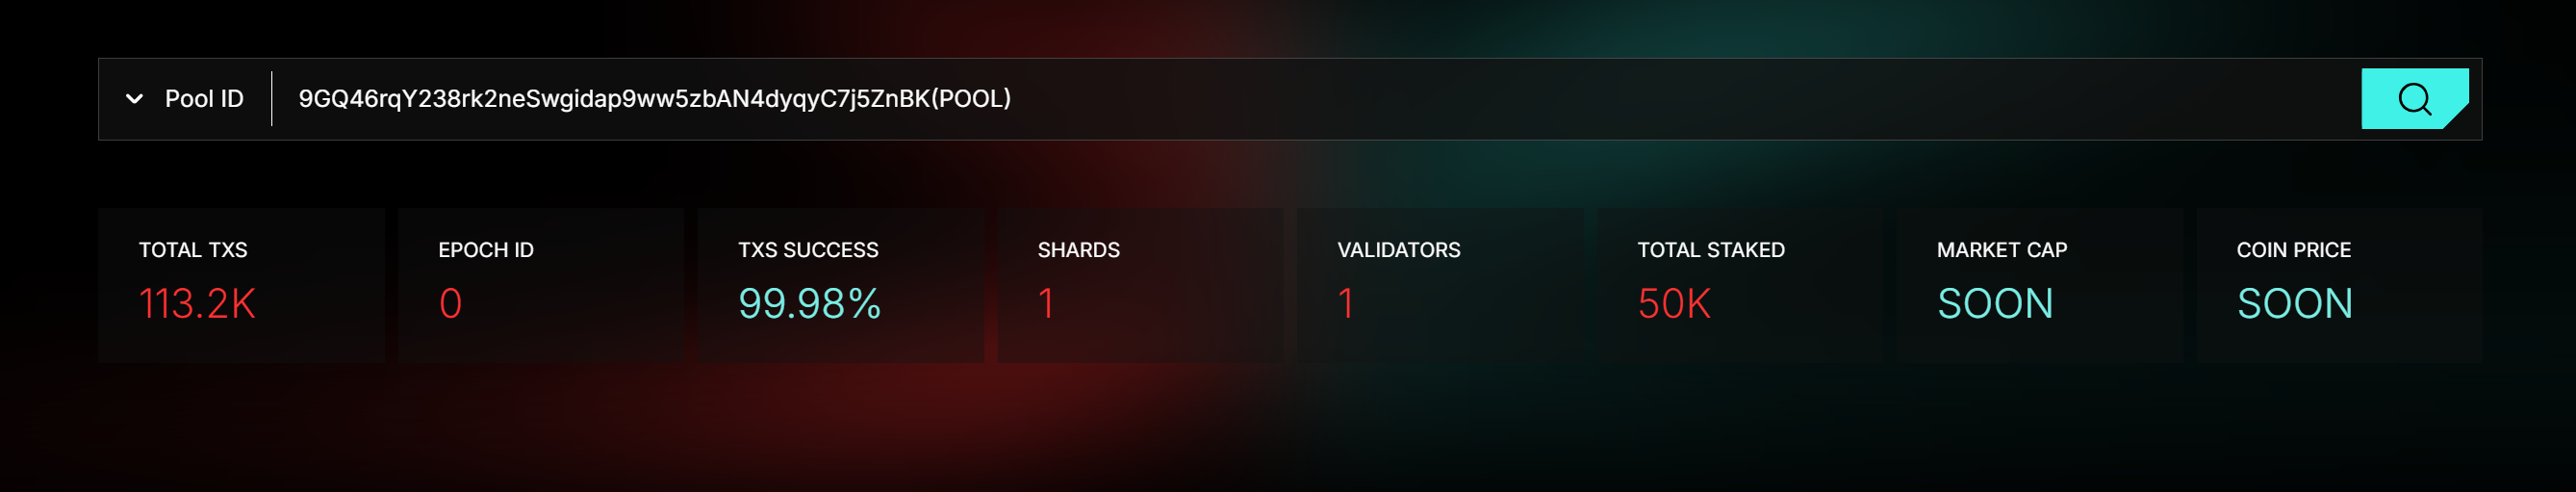 Pool ID 9GQ46rqY238rk2neSwgidap9ww5zbAN4dyqyC7j5ZnBK(POOL)
TOTAL TXS EPOCH ID TXS SUCCESS SHARDS VALIDATORS TOTAL STAKED MARKET CAP COIN PRICE
113.2K 0 99.98% 1 1 50K SOON SOON